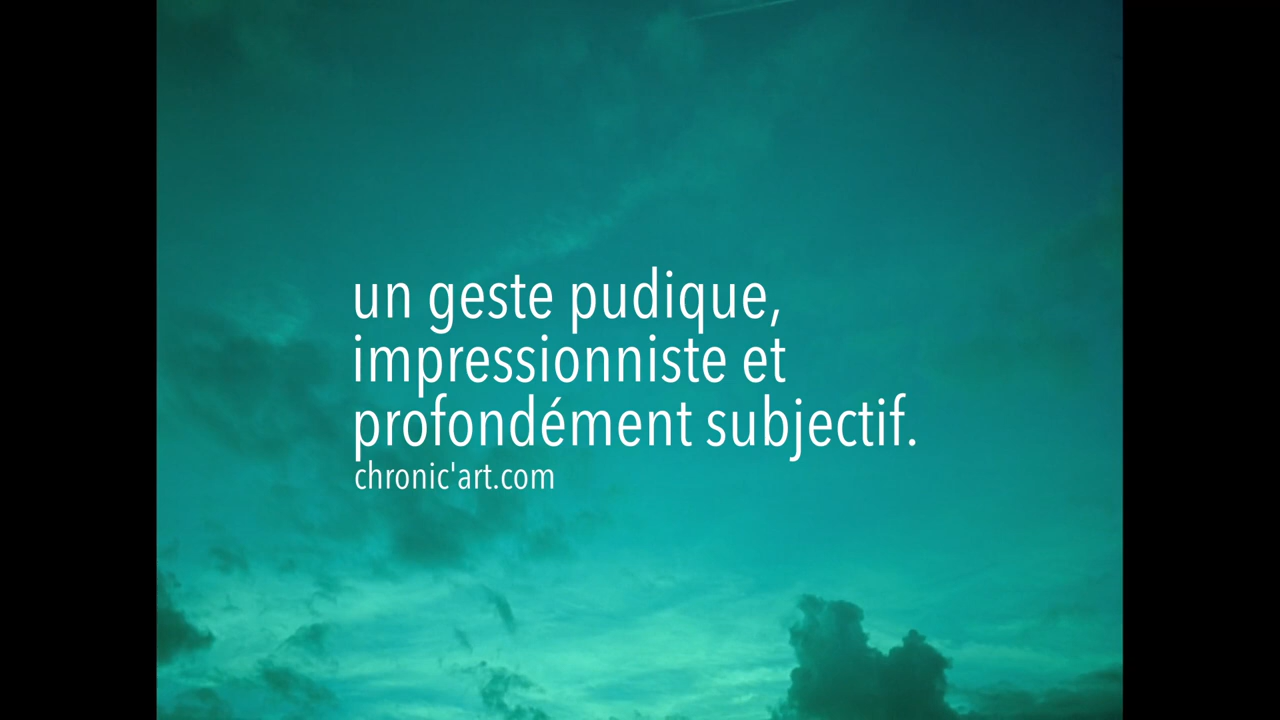 un geste pudique,
impressionniste et
profondément subjectif.
chronic'art.com